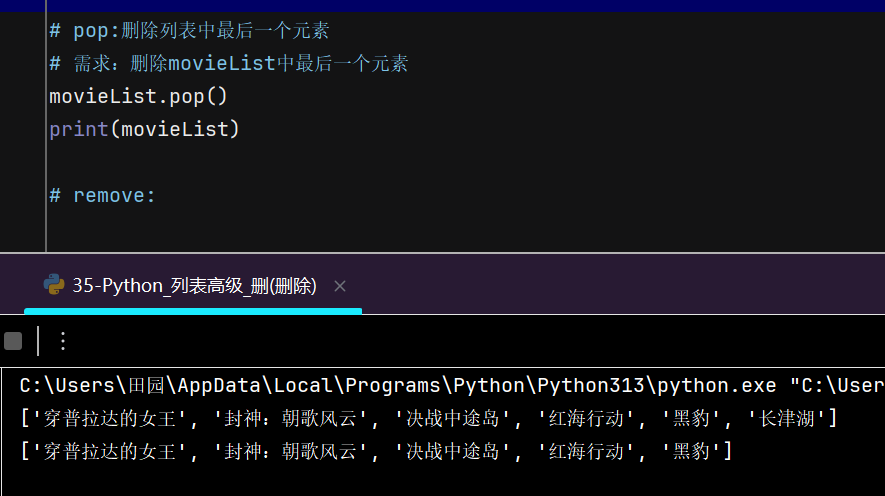 # pop:删除列表中最后一个元素
# 需求：删除movieList中最后一个元素
movieList.pop()
print(movieList)
# remove:
35-Python_列表高级_删(删除)
C:\Users\田园\AppData\Local\Programs\Python\Python313\python.exe "C:\User
['穿普拉达的女王', '封神：朝歌风云', '决战中途岛', '红海行动', '黑豹', '长津湖']
['穿普拉达的女王', '封神：朝歌风云', '决战中途岛', '红海行动', '黑豹']